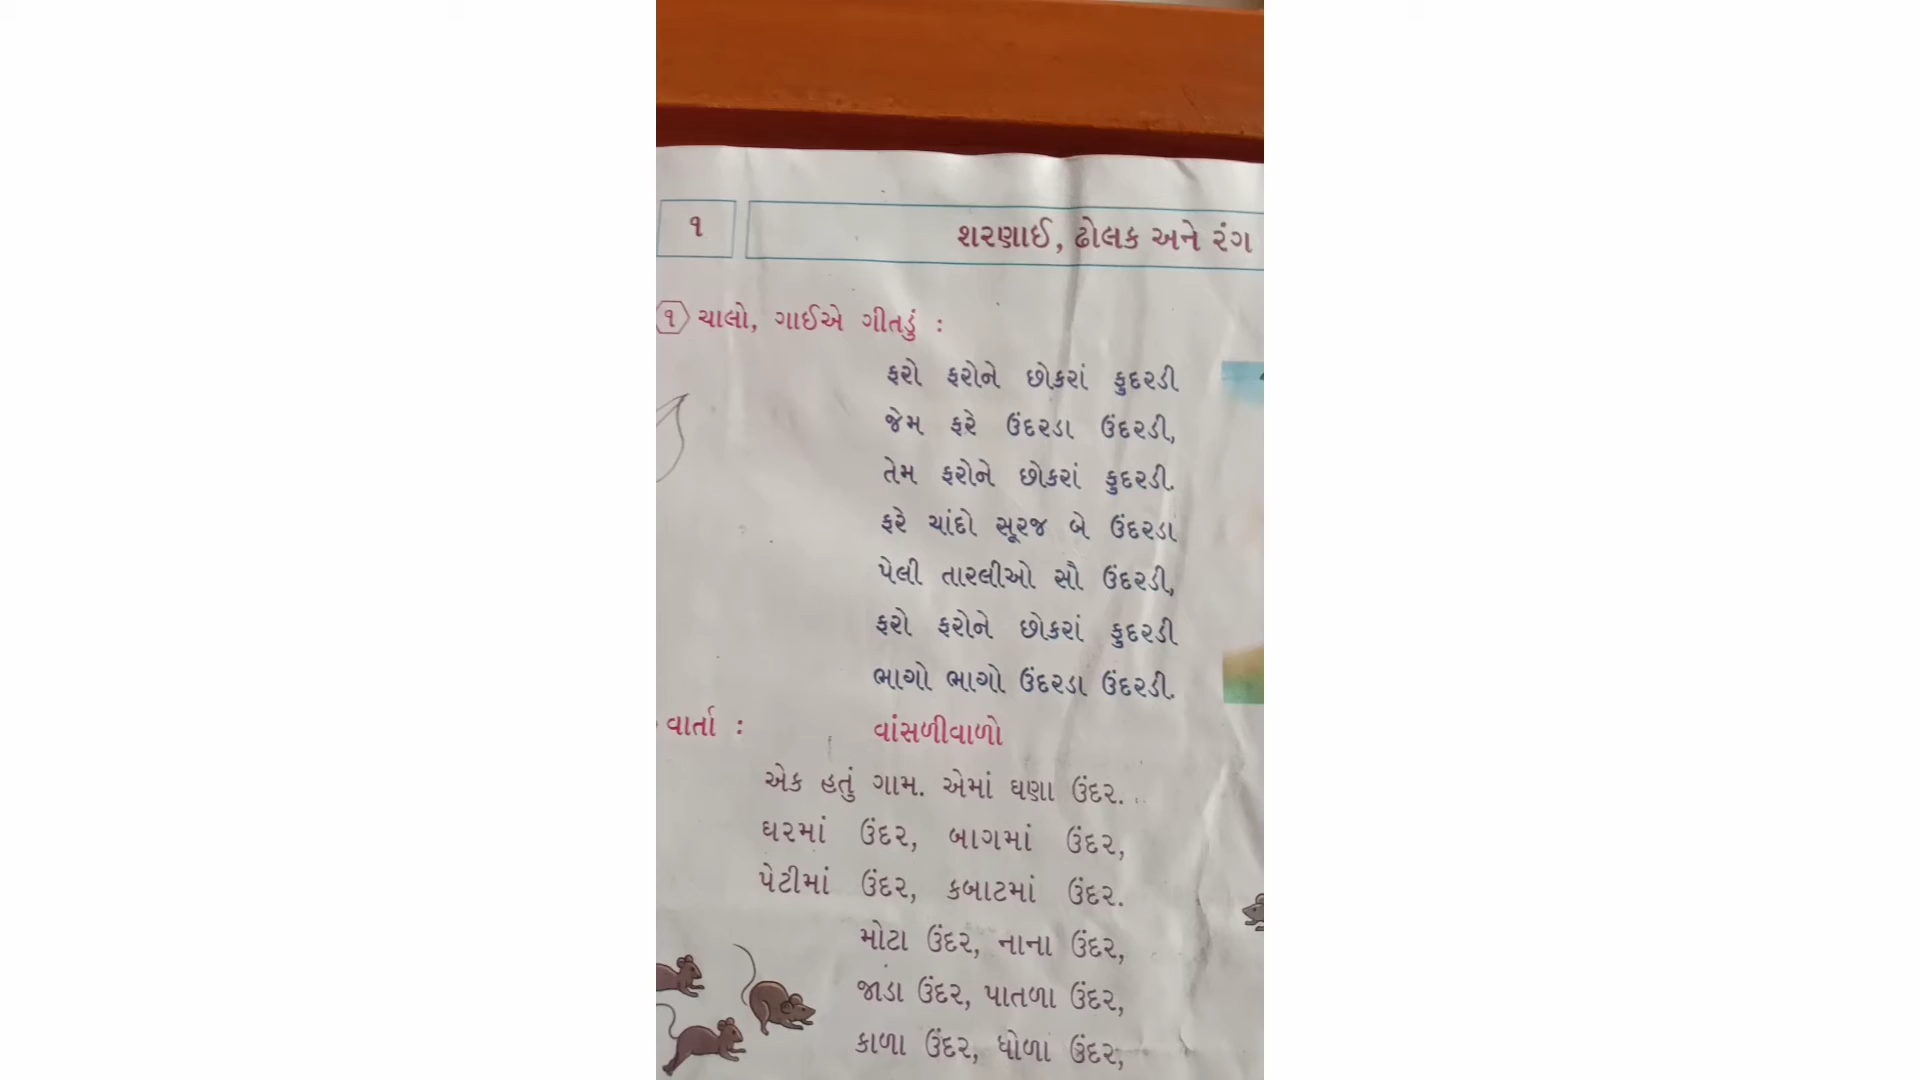 ૧
શરણાઈ, ઢોલક અને રંગ
૧ ચાલો, ગાઈએ ગીતડું :
ફરો ફરોને છોકરાં ફુદરડી
જેમ ફરે ઉંદરડા ઉંદરડી,
તેમ ફરોને છોકરાં ફુદરડી.
ફરે ચાંદો સૂરજ બે ઉંદરડા
પેલી તારલીઓ સૌ ઉંદરડી,
ફરો ફરોને છોકરાં ફુદરડી
ભાગો ભાગો ઉંદરડા ઉંદરડી.
વાર્તા : વાંસળીવાળો
એક હતું ગામ. એમાં ઘણા ઉંદર.
ઘરમાં ઉંદર, બાગમાં ઉંદર,
પેટીમાં ઉંદર, કબાટમાં ઉંદર.
મોટા ઉંદર, નાના ઉંદર,
જાડા ઉંદર, પાતળા ઉંદર,
કાળા ઉંદર, ધોળા ઉંદર,